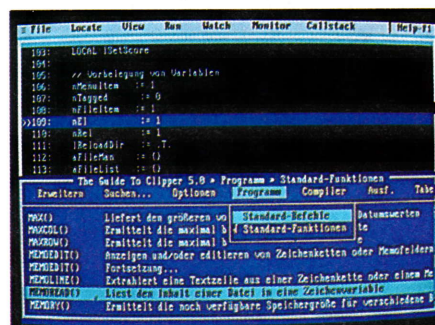 ≡ File Locate View Run Watch Monitor Callstack Help-F1
103: LOCAL lSetScore
104:
105: // Vorbelegung von Variablen
106: nMenuItem := 1
107: nTagged := 0
108: nFileItem := 1
»109: nEl := 1
110: nRel := 1
111: lReloadDir := .T.
112: aFileMan := {}
113: aFileList := {}
The Guide To Clipper 5.0 » Programm » Standard-Funktionen
Erweitern Suchen... Optionen Programm Compiler Ausf. Tabe
MAX() Liefert den größeren vo Standard-Befehle Datumswerten
MAXCOL() Ermittelt die maximal b √ Standard-Funktionen te
MAXROW() Ermittelt die maximal b e
MEMOEDIT() Anzeigen und/oder editieren von Zeichenketten oder Memofeldern
MEMOEDIT() Fortsetzung...
MEMOLINE() Extrahiert eine Textzeile aus einer Zeichenkette oder einem Me
MEMOREAD() Liest den Inhalt einer Datei in eine Zeichenvariable
MEMORY() Ermittelt die noch verfügbare Speichergröße für verschiedene B